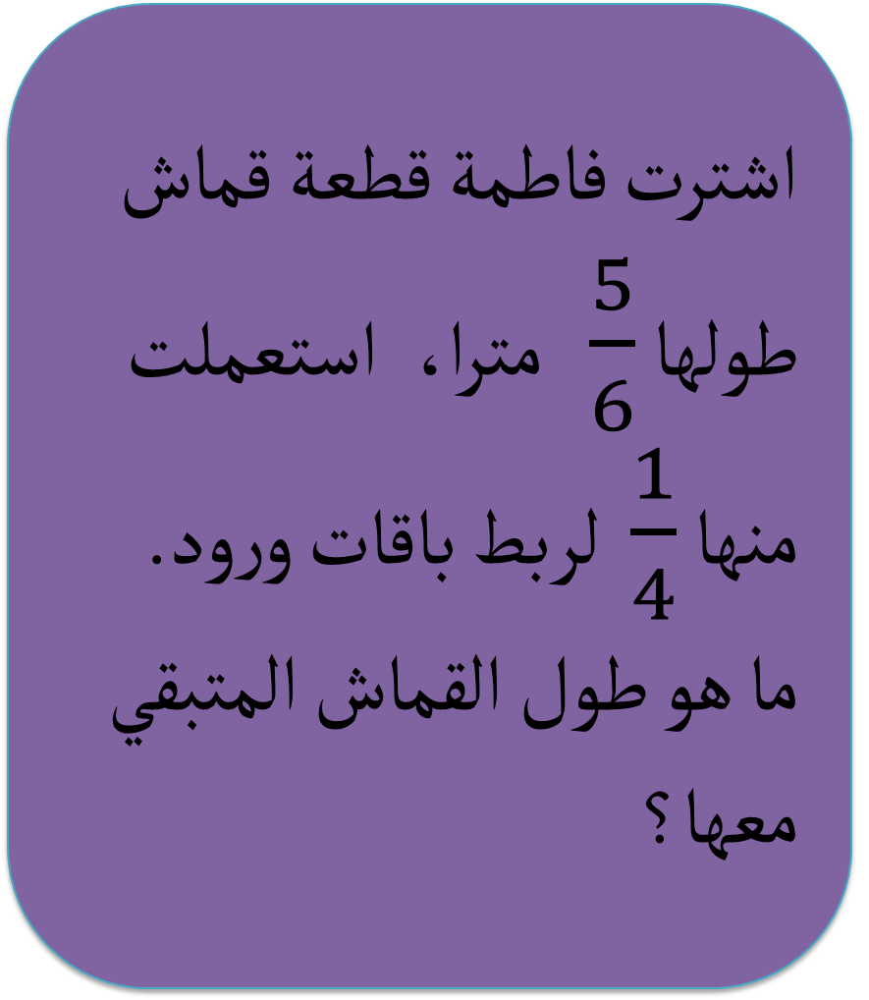 اشترت فاطمة قطعة قماش
طولها 5/6 مترا، استعملت
منها 1/4 لربط باقات ورود.
ما هو طول القماش المتبقي
معها؟